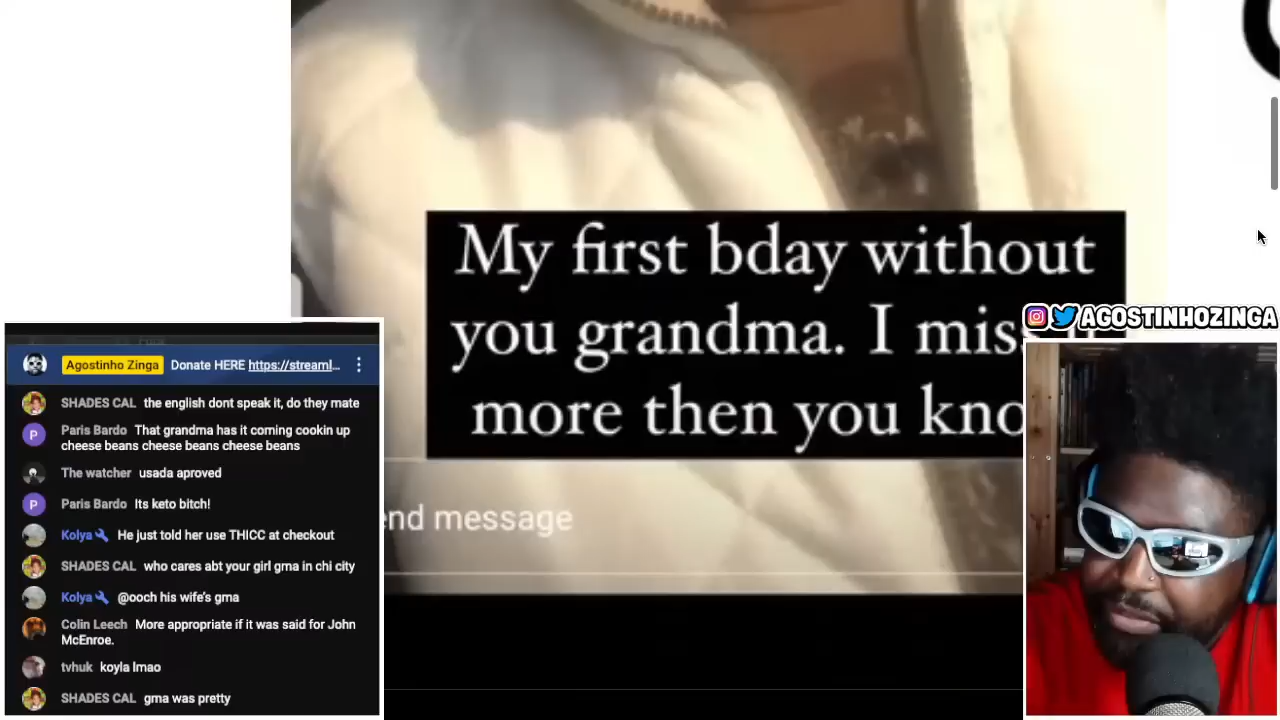 My first bday without
you grandma. I miss
more then you
send message
AGOSTINHOZINGA
Agostinho Zinga Donate HERE https://streaml...
SHADES CAL the english dont speak it, do they mate
Paris Bardo That grandma has it coming cookin up
cheese beans cheese beans cheese beans
The watcher usada aproved
Paris Bardo Its keto bitch!
Kolya He just told her use THICC at checkout
SHADES CAL who cares abt your girl gma in chi city
Kolya @ooch his wife's gma
Colin Leech More appropriate if it was said for John
McEnroe.
tvhuk koyla lmao
SHADES CAL gma was pretty